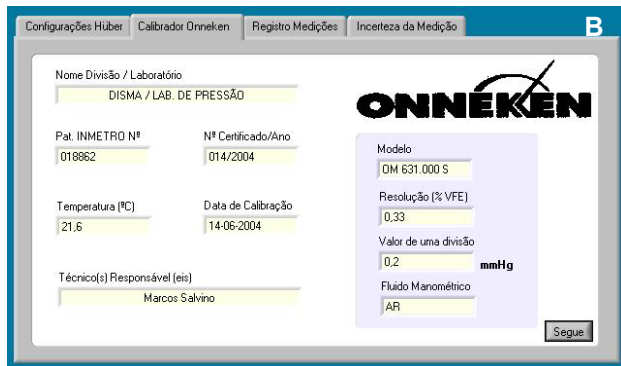 Configurações Húber Calibrador Onneken Registro Medições Incerteza da Medição B
Nome Divisão / Laboratório
DISMA / LAB. DE PRESSÃO
ONNEKEN
Pat. INMETRO Nº Nº Certificado/Ano
018862 014/2004
Temperatura (ºC) Data de Calibração
21,6 14-06-2004
Técnico(s) Responsável (eis)
Marcos Salvino
Modelo
OM 631.000 S
Resolução (% VFE)
0,33
Valor de uma divisão
0,2 mmHg
Fluido Manométrico
AR
Segue